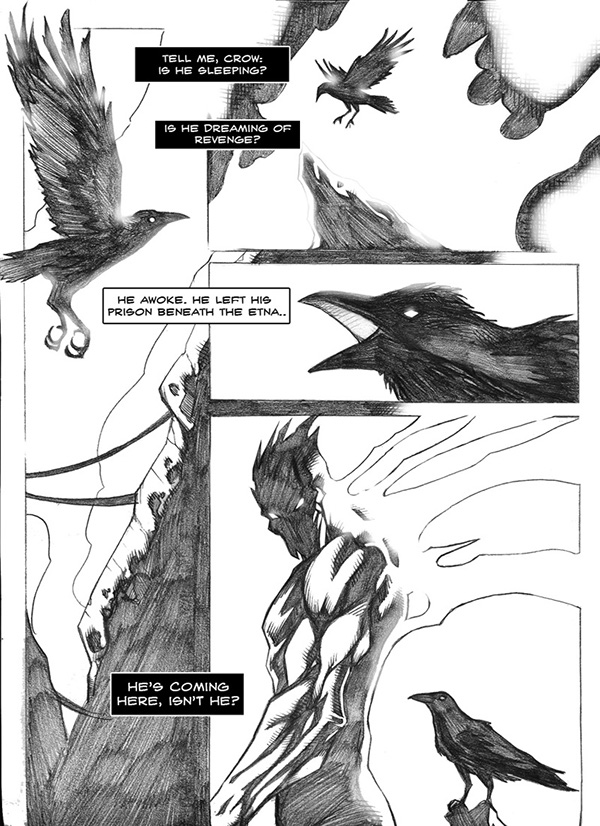 TELL ME, CROW:
IS HE SLEEPING?
IS HE DREAMING OF
REVENGE?
HE AWOKE. HE LEFT HIS
PRISON BENEATH THE ETNA..
HE'S COMING
HERE, ISN'T HE?